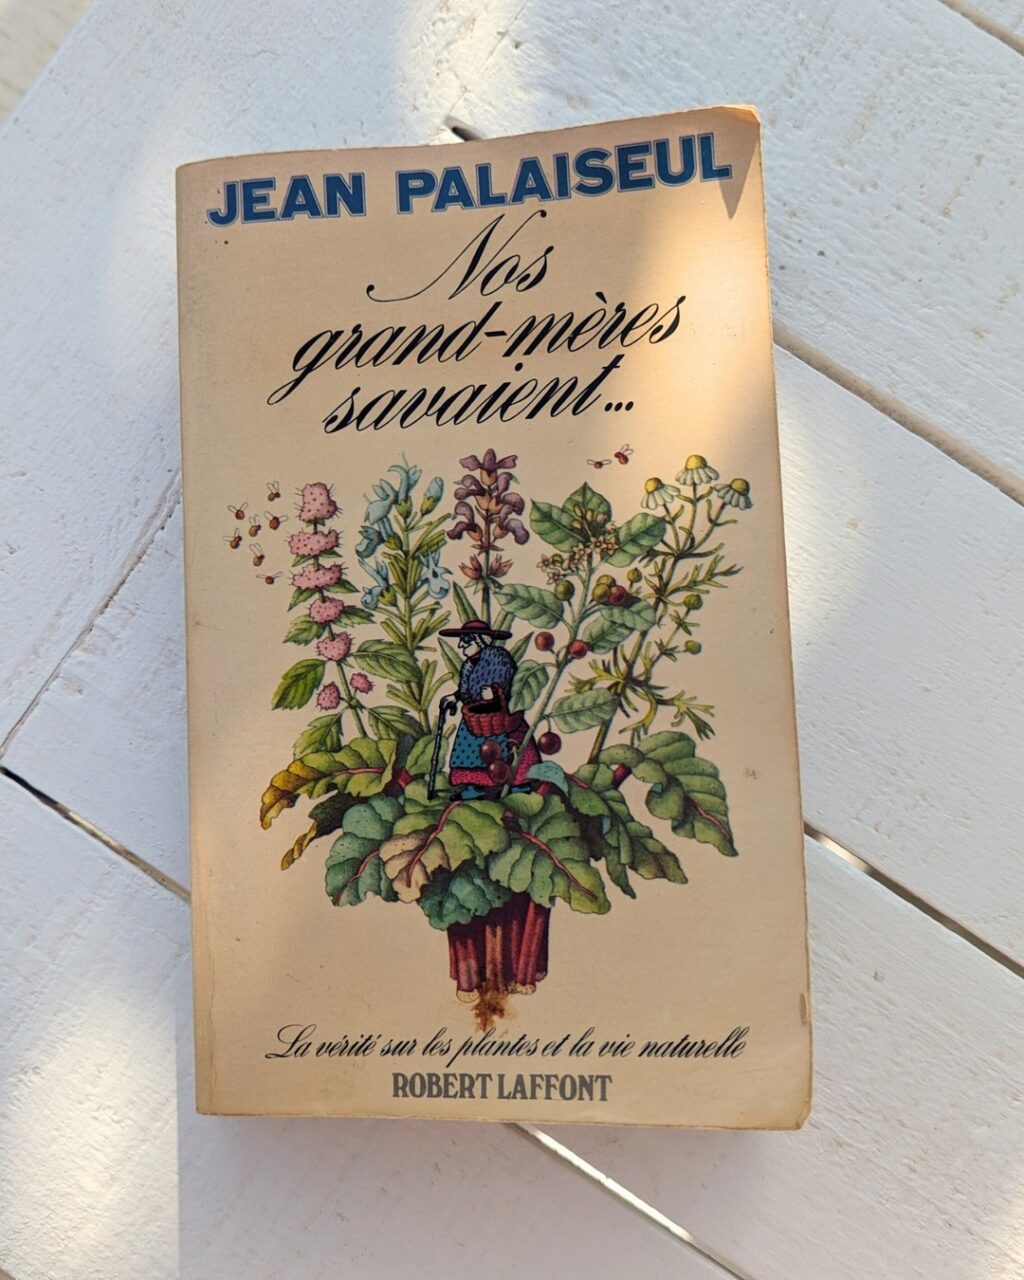 JEAN PALAISEUL
Nos
grand-mères
savaient...
La vérité sur les plantes et la vie naturelle
ROBERT LAFFONT